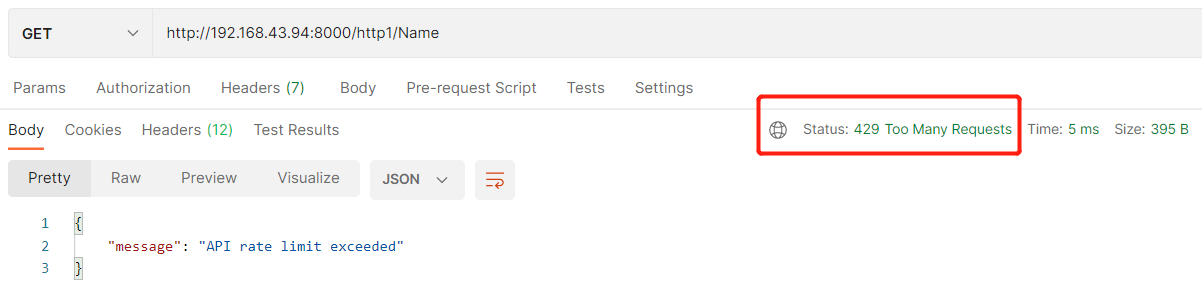 GET http://192.168.43.94:8000/http1/Name
Params Authorization Headers (7) Body Pre-request Script Tests Settings
Body Cookies Headers (12) Test Results Status: 429 Too Many Requests Time: 5 ms Size: 395 B
Pretty Raw Preview Visualize JSON
1 {
2 "message": "API rate limit exceeded"
3 }